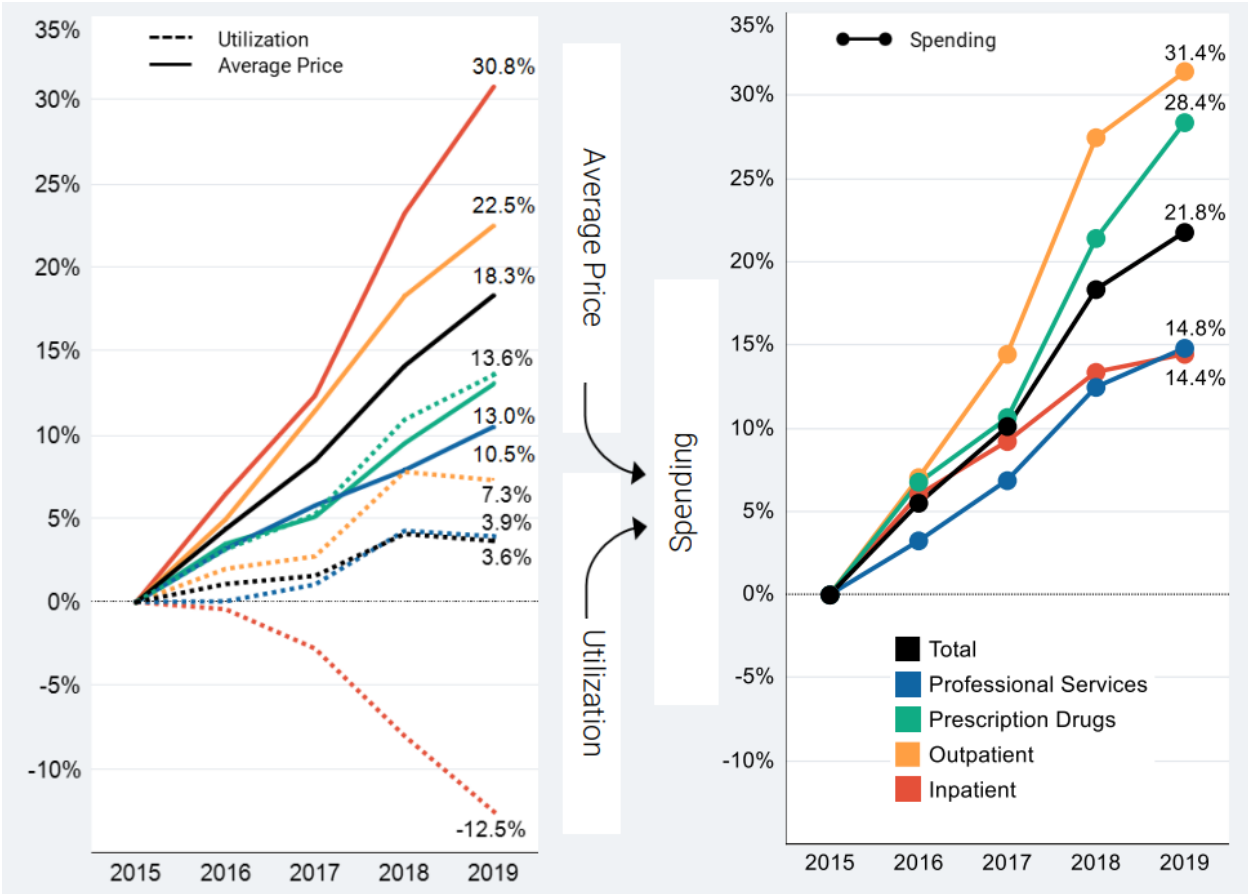 35%
30%
25%
20%
15%
10%
5%
0%
-5%
-10%
Utilization
Average Price
30.8%
22.5%
18.3%
13.6%
13.0%
10.5%
7.3%
3.9%
3.6%
-12.5%
2015 2016 2017 2018 2019
Average Price
Utilization
Spending
35%
30%
25%
20%
15%
10%
5%
0%
-5%
-10%
Spending
31.4%
28.4%
21.8%
14.8%
14.4%
Total
Professional Services
Prescription Drugs
Outpatient
Inpatient
2015 2016 2017 2018 2019